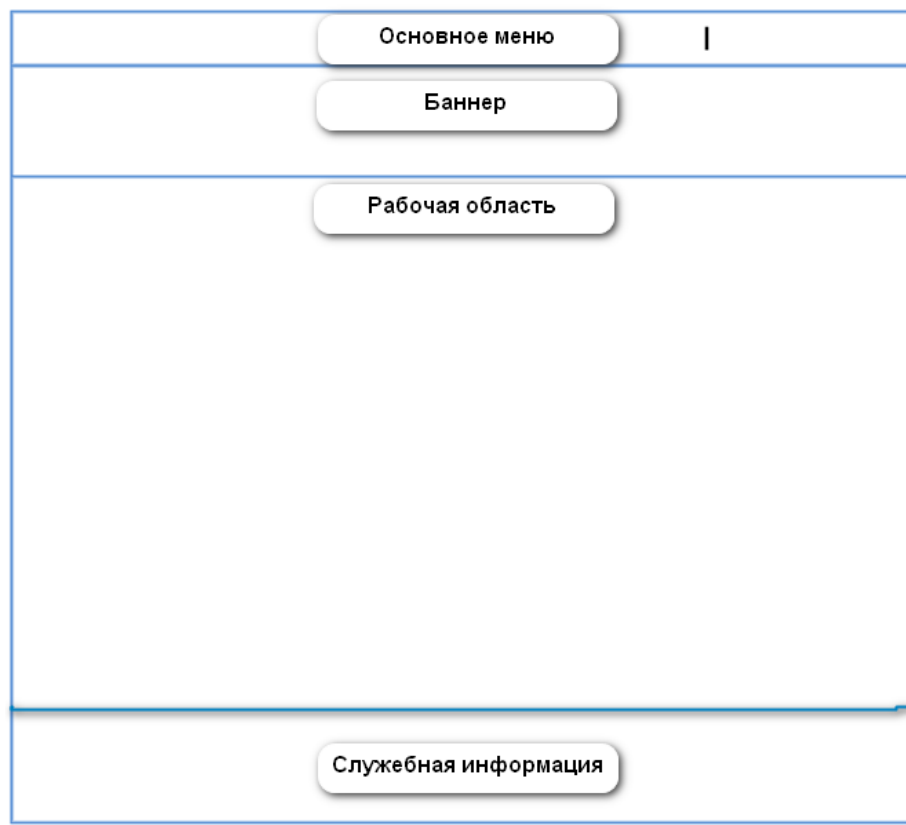 Основное меню
Баннер
Рабочая область
Служебная информация